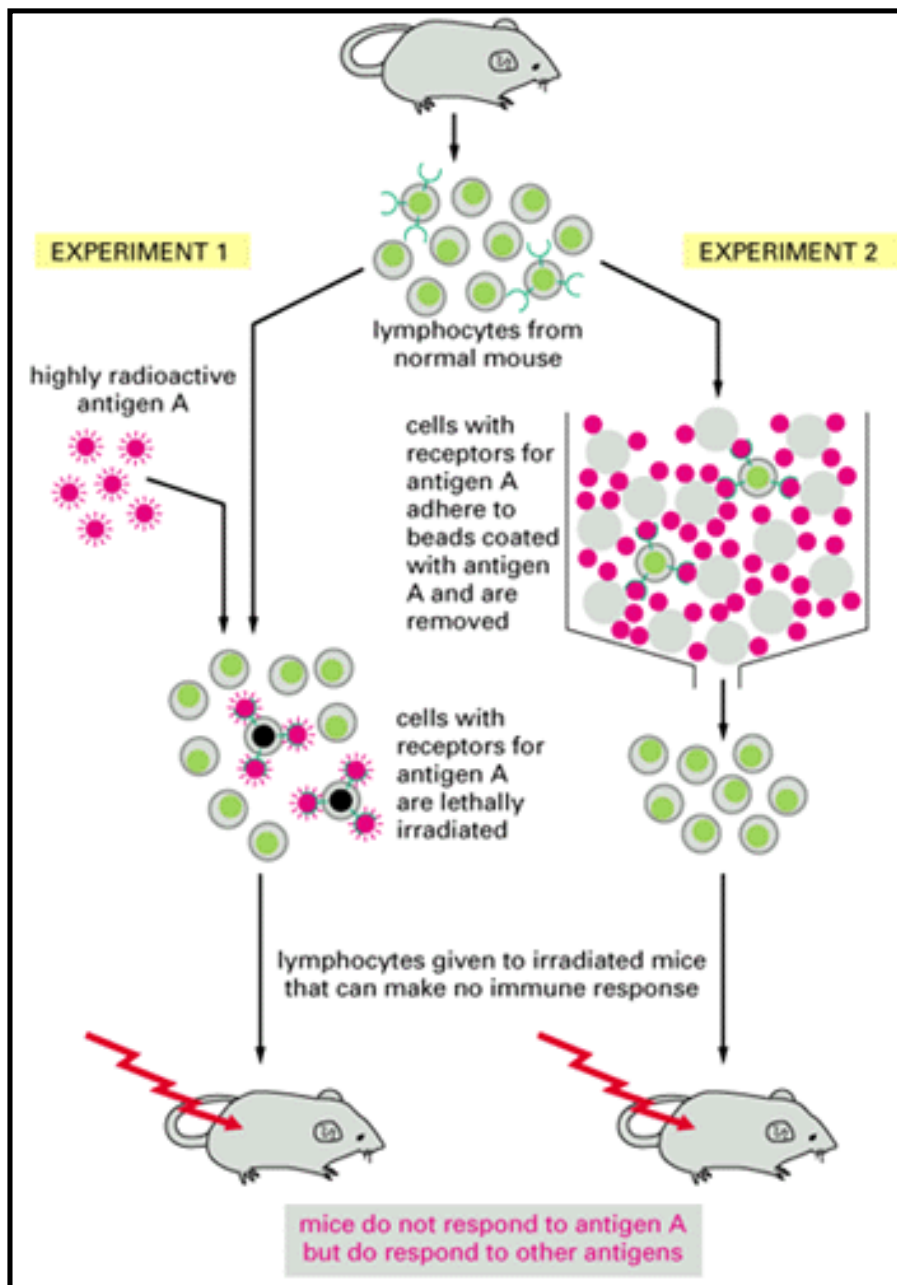 EXPERIMENT 1
EXPERIMENT 2
lymphocytes from
normal mouse
highly radioactive
antigen A
cells with
receptors for
antigen A
adhere to
beads coated
with antigen
A and are
removed
cells with
receptors for
antigen A
are lethally
irradiated
lymphocytes given to irradiated mice
that can make no immune response
mice do not respond to antigen A
but do respond to other antigens